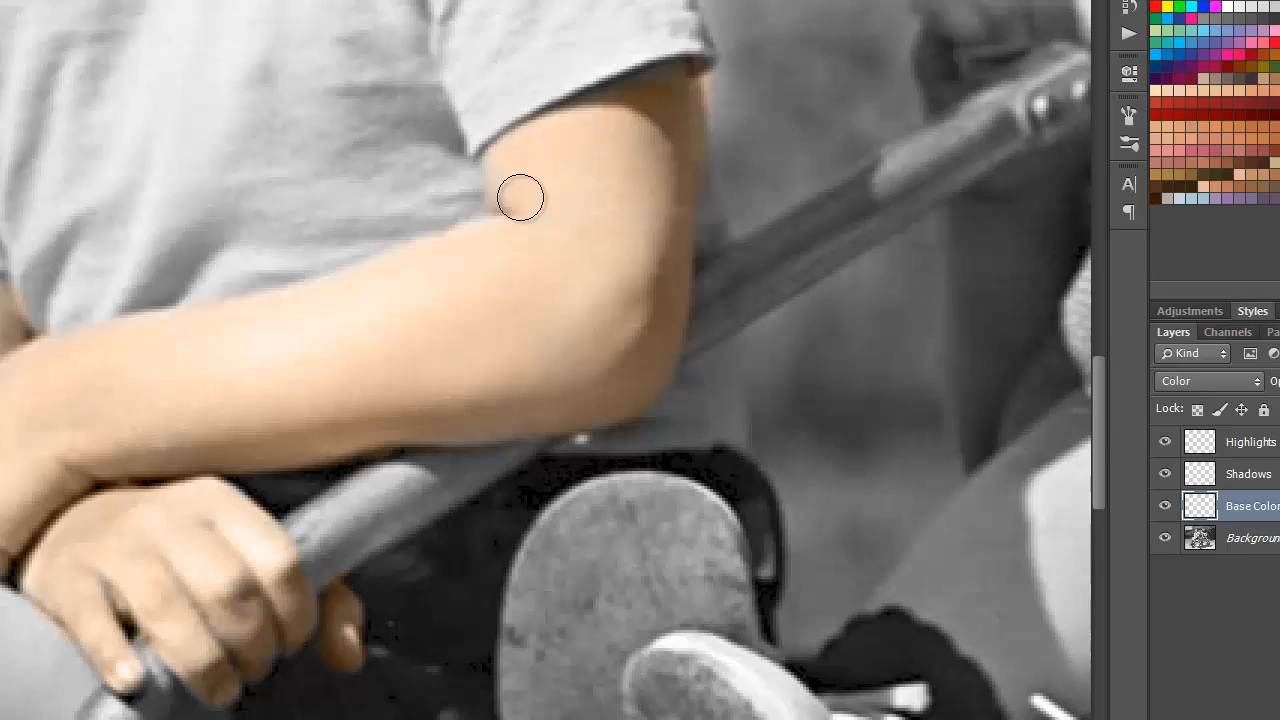 A|
¶
Adjustments Styles
Layers Channels Pa
Kind
Color Op
Lock:
Highlights
Shadows
Base Color
Background